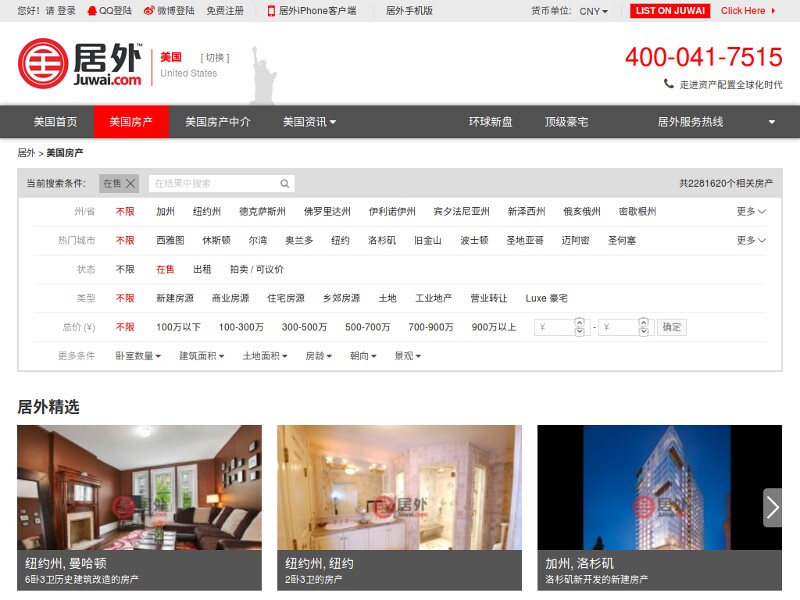 您好! 请 登录 QQ登陆 微博登陆 免费注册 居外iPhone客户端 居外手机版 货币单位: CNY LIST ON JUWAI Click Here
居外 Juwai.com
美国 [ 切换 ]
United States
400-041-7515
走进资产配置全球化时代
美国首页 美国房产 美国房产中介 美国资讯 环球新盘 顶级豪宅 居外服务热线
居外 > 美国房产
当前搜索条件: 在售 在结果中搜索 共2281620个相关房产
州/省 不限 加州 纽约州 德克萨斯州 佛罗里达州 伊利诺伊州 宾夕法尼亚州 新泽西州 俄亥俄州 密歇根州 更多
热门城市 不限 西雅图 休斯顿 尔湾 奥兰多 纽约 洛杉矶 旧金山 波士顿 圣地亚哥 迈阿密 圣何塞 更多
状态 不限 在售 出租 拍卖 / 可议价
类型 不限 新建房源 商业房源 住宅房源 乡郊房源 土地 工业地产 营业转让 Luxe 豪宅
总价 (¥) 不限 100万以下 100-300万 300-500万 500-700万 700-900万 900万以上 ¥ - ¥ 确定
更多条件 卧室数量 建筑面积 土地面积 房龄 朝向 景观
居外精选
居外 Juwai.com
居外 Juwai.com
居外 Juwai.com
纽约州, 曼哈顿
6卧3卫历史建筑改造的房产
纽约州, 纽约
2卧3卫的房产
加州, 洛杉矶
洛杉矶新开发的新建房产